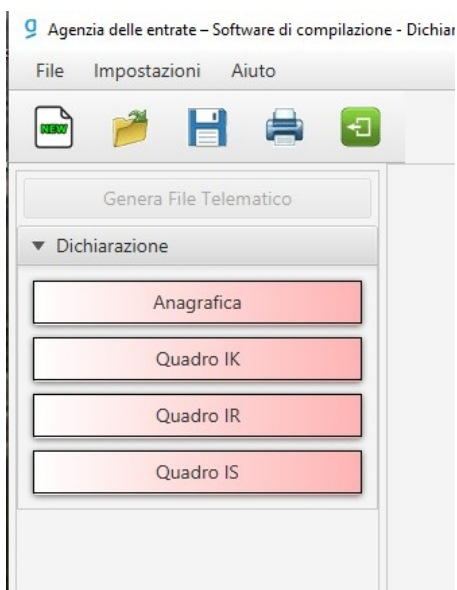 Agenzia delle entrate – Software di compilazione - Dichiar
File Impostazioni Aiuto
NEW
Genera File Telematico
Dichiarazione
Anagrafica
Quadro IK
Quadro IR
Quadro IS